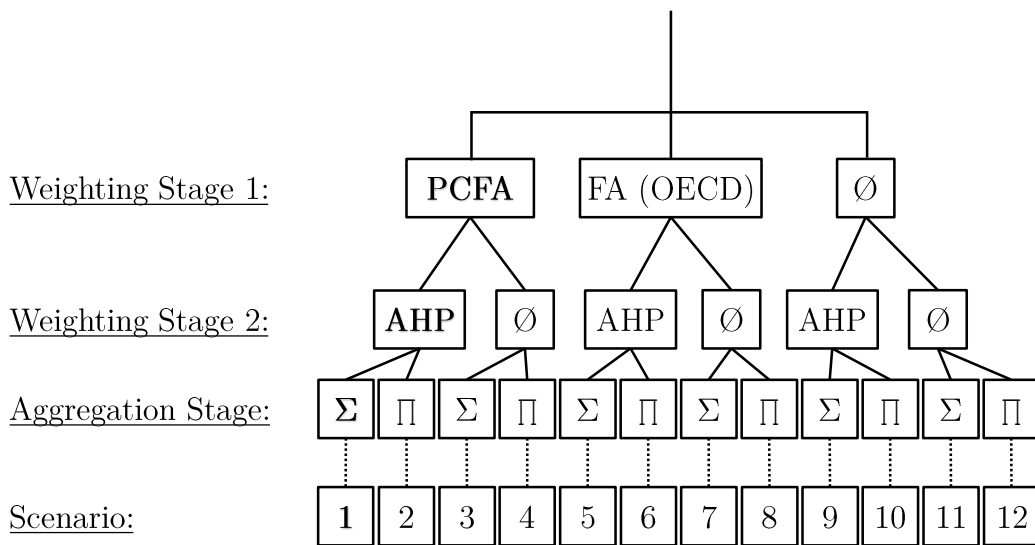 Weighting Stage 1: PCFA FA (OECD) Ø
Weighting Stage 2: AHP Ø AHP Ø AHP Ø
Aggregation Stage: Σ ∏ Σ ∏ Σ ∏ Σ ∏ Σ ∏ Σ ∏
Scenario: 1 2 3 4 5 6 7 8 9 10 11 12